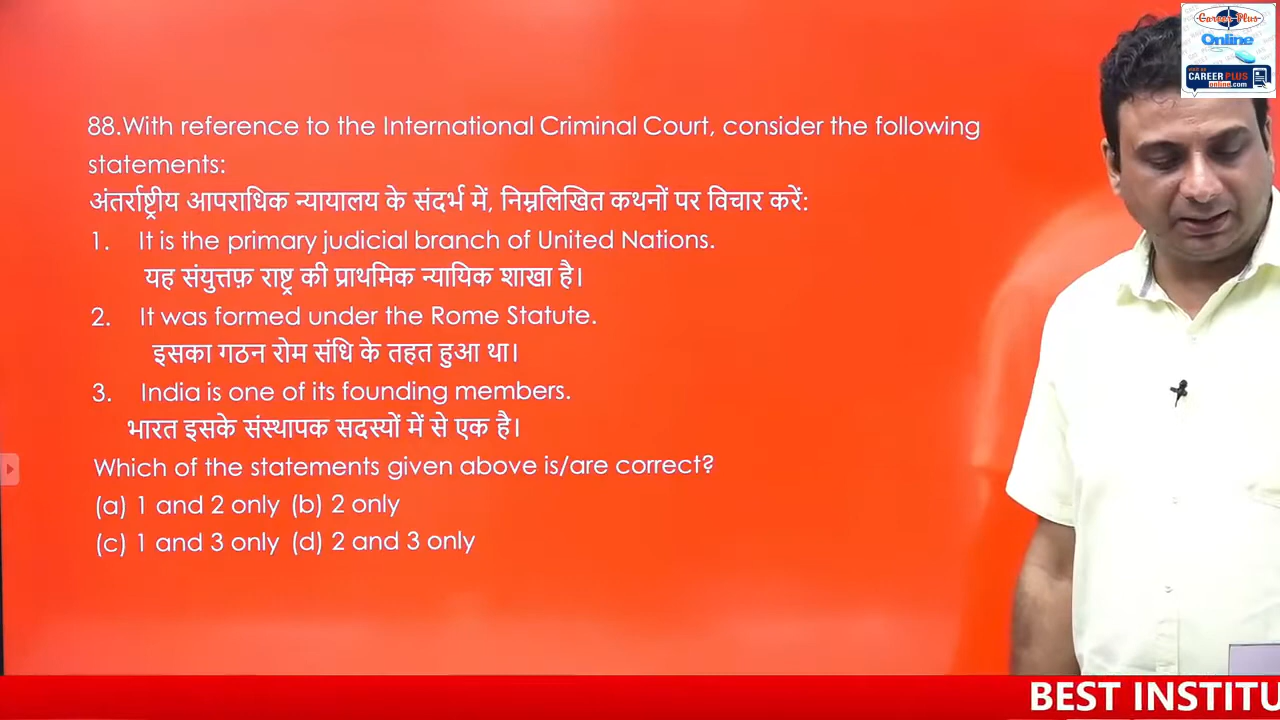 Career Plus
Online
CAREER PLUS
online.com
88.With reference to the International Criminal Court, consider the following
statements:
अंतर्राष्ट्रीय आपराधिक न्यायालय के संदर्भ में, निम्नलिखित कथनों पर विचार करें:
1. It is the primary judicial branch of United Nations.
यह संयुत्तफ़ राष्ट्र की प्राथमिक न्यायिक शाखा है।
2. It was formed under the Rome Statute.
इसका गठन रोम संधि के तहत हुआ था।
3. India is one of its founding members.
भारत इसके संस्थापक सदस्यों में से एक है।
Which of the statements given above is/are correct?
(a) 1 and 2 only (b) 2 only
(c) 1 and 3 only (d) 2 and 3 only
BEST INSTITU